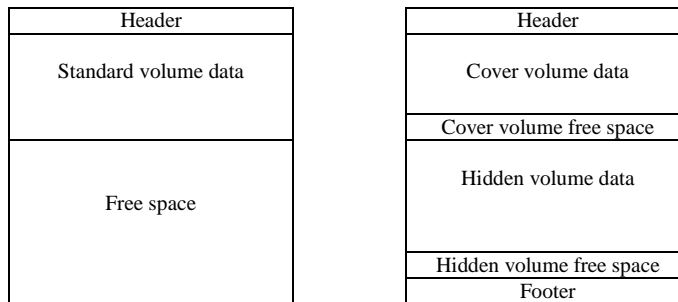 Header
Standard volume data
Free space
Header
Cover volume data
Cover volume free space
Hidden volume data
Hidden volume free space
Footer